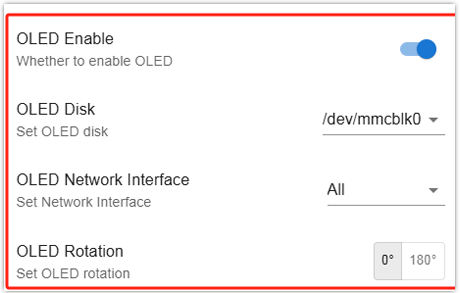 OLED Enable
Whether to enable OLED
OLED Disk
Set OLED disk
/dev/mmcblk0
OLED Network Interface
Set Network Interface
All
OLED Rotation
Set OLED rotation
0° 180°